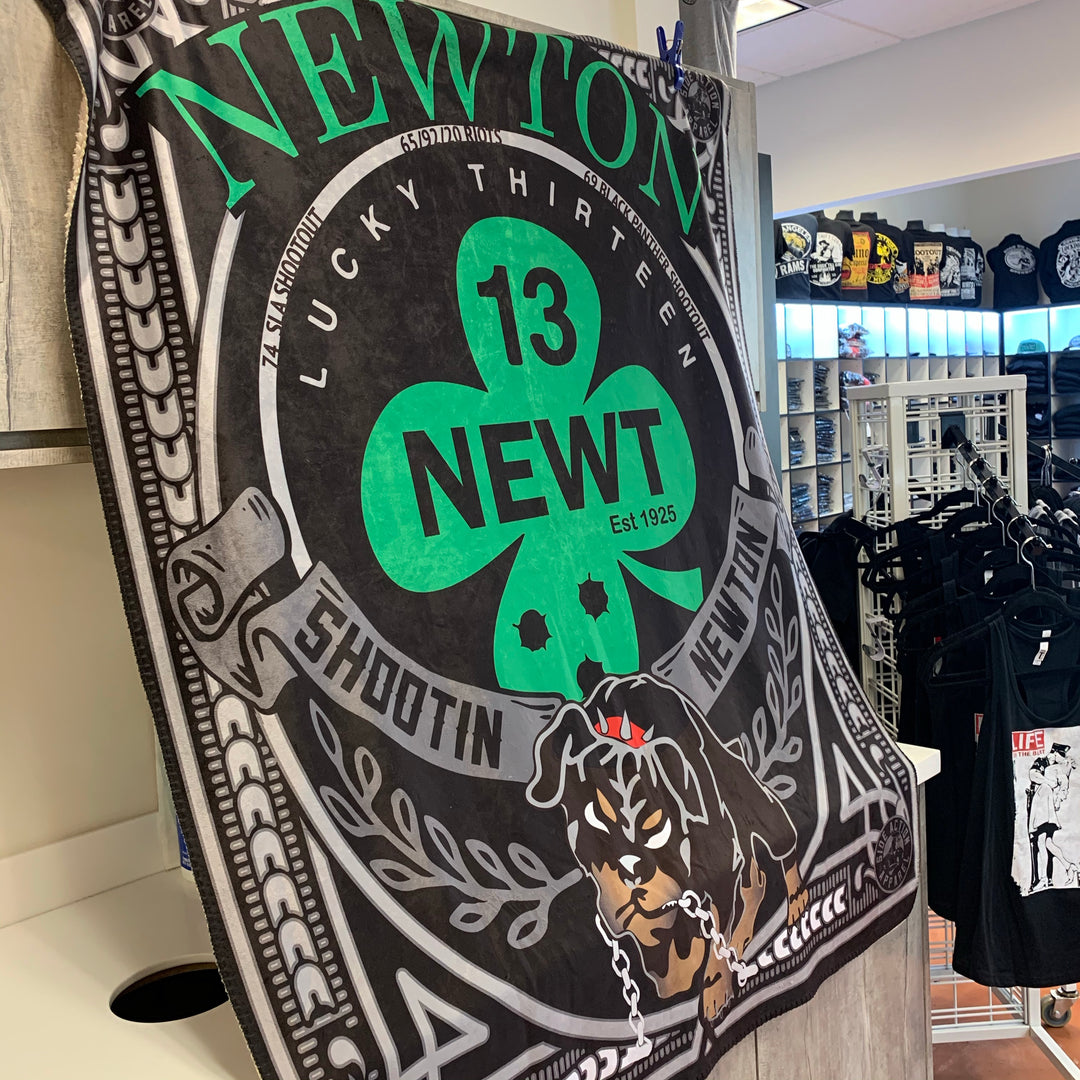 NEWTON
65/92/20 RIOTS
74 SLA SHOOTOUT
69 BLACK PANTHER SHOOTOUT
LUCKY THIRTEEN
13
NEWT
Est 1925
SHOOTIN NEWTON
RAMS
LIFE